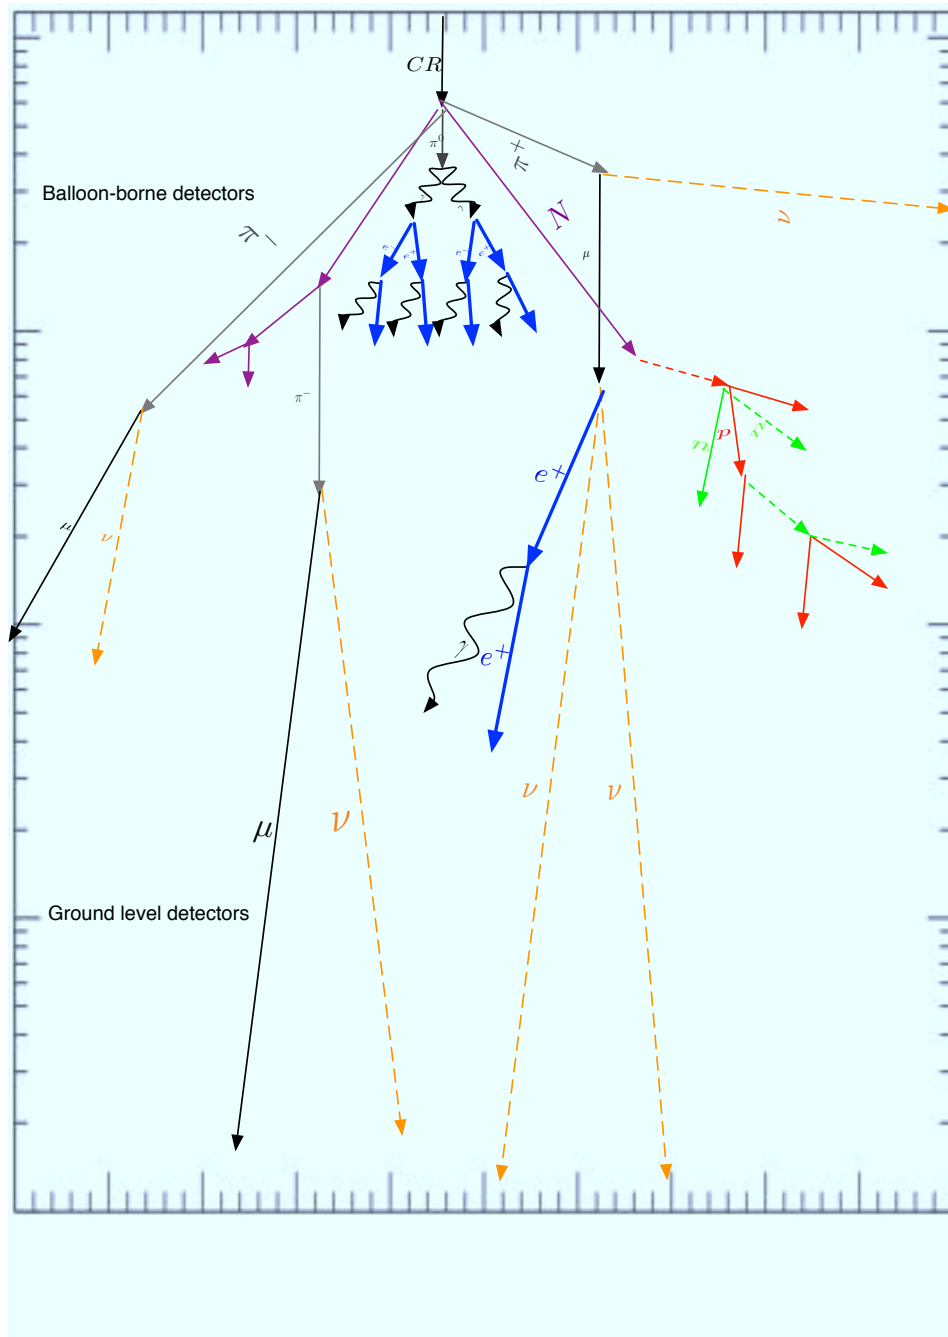 CR
π⁰
π⁺
Balloon-borne detectors
γ
γ
N
ν
π⁻
e⁻
e⁺
e⁻
e⁺
μ
π⁻
n
p
n
e⁺
μ
ν
γ
e⁺
ν
ν
μ
ν
Ground level detectors